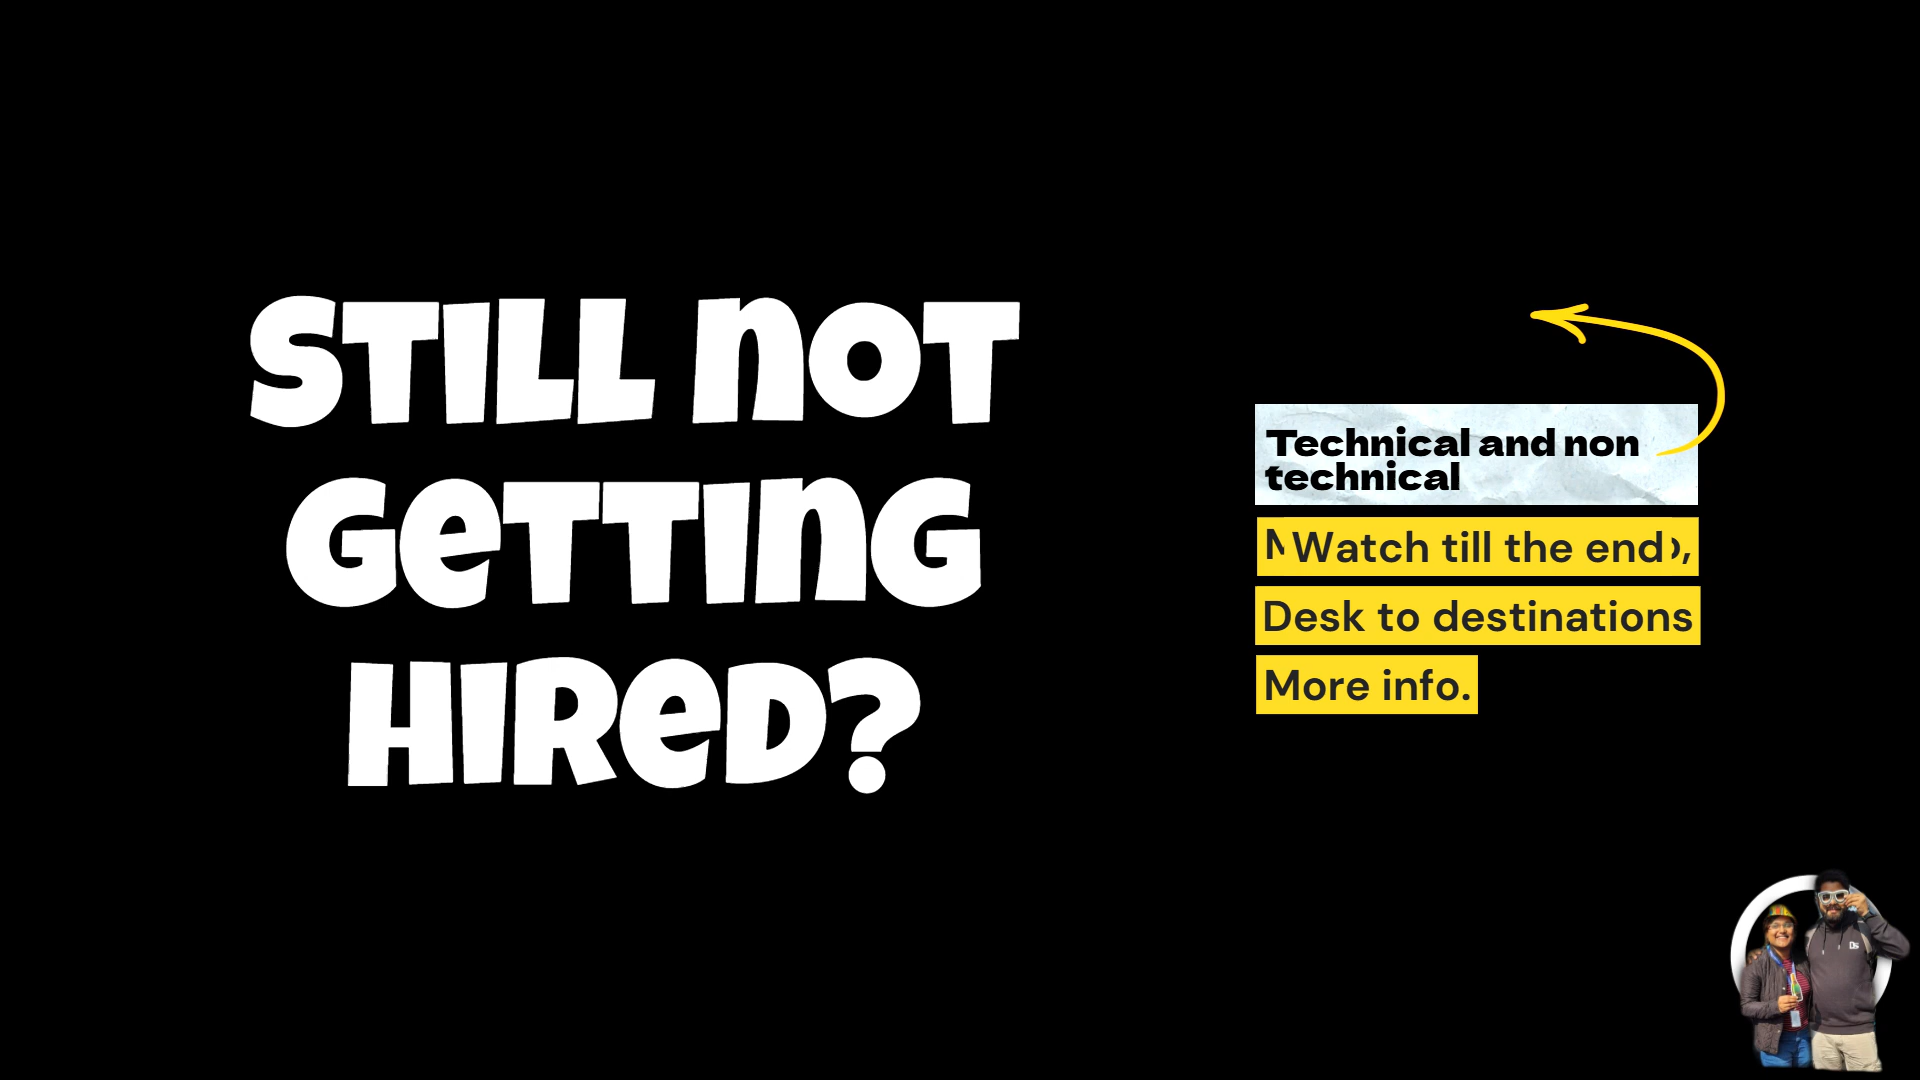 STILL NOT
GETTING
HIRED?
Technical and non
technical
Watch till the end
Desk to destinations
More info.